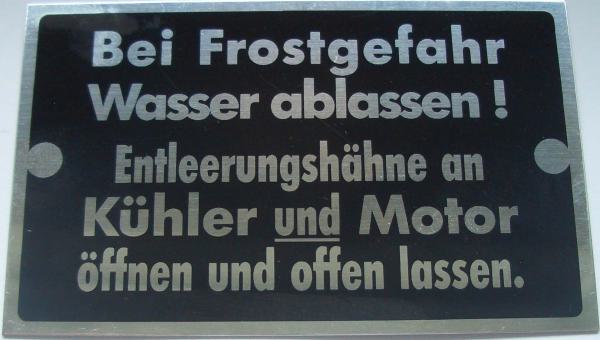 Bei Frostgefahr
Wasser ablassen !
Entleerungshähne an
Kühler und Motor
öffnen und offen lassen.